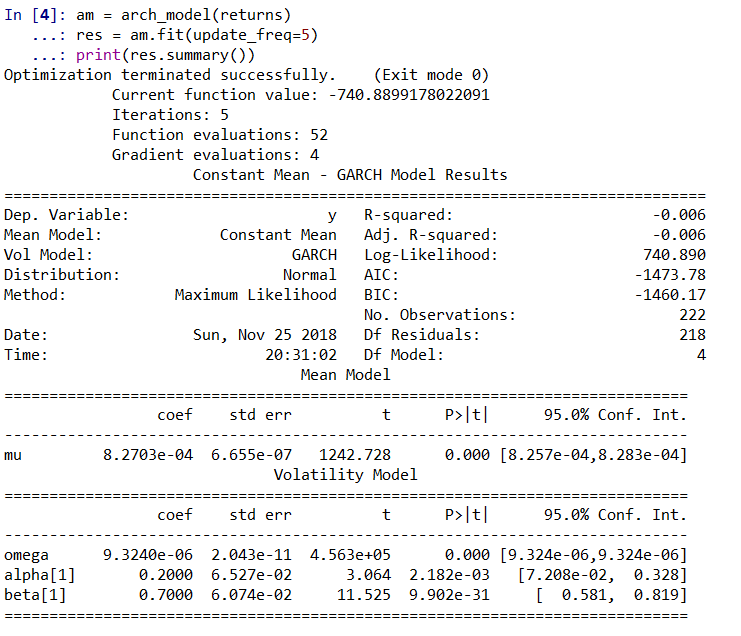 In [4]: am = arch_model(returns)
   ...: res = am.fit(update_freq=5)
   ...: print(res.summary())
Optimization terminated successfully.    (Exit mode 0)
            Current function value: -740.8899178022091
            Iterations: 5
            Function evaluations: 52
            Gradient evaluations: 4
                     Constant Mean - GARCH Model Results
==============================================================================
Dep. Variable:                      y   R-squared:                      -0.006
Mean Model:             Constant Mean   Adj. R-squared:                 -0.006
Vol Model:                      GARCH   Log-Likelihood:                740.890
Distribution:                  Normal   AIC:                          -1473.78
Method:            Maximum Likelihood   BIC:                          -1460.17
                                        No. Observations:                  222
Date:                Sun, Nov 25 2018   Df Residuals:                      218
Time:                        20:31:02   Df Model:                            4
                                 Mean Model
============================================================================
                 coef    std err          t      P>|t|      95.0% Conf. Int.
----------------------------------------------------------------------------
mu         8.2703e-04  6.655e-07   1242.728      0.000 [8.257e-04,8.283e-04]
                              Volatility Model
============================================================================
                 coef    std err          t      P>|t|      95.0% Conf. Int.
----------------------------------------------------------------------------
omega      9.3240e-06  2.043e-11  4.563e+05      0.000 [9.324e-06,9.324e-06]
alpha[1]       0.2000  6.527e-02      3.064  2.182e-03   [7.208e-02,  0.328]
beta[1]        0.7000  6.074e-02     11.525  9.902e-31     [  0.581,  0.819]
============================================================================